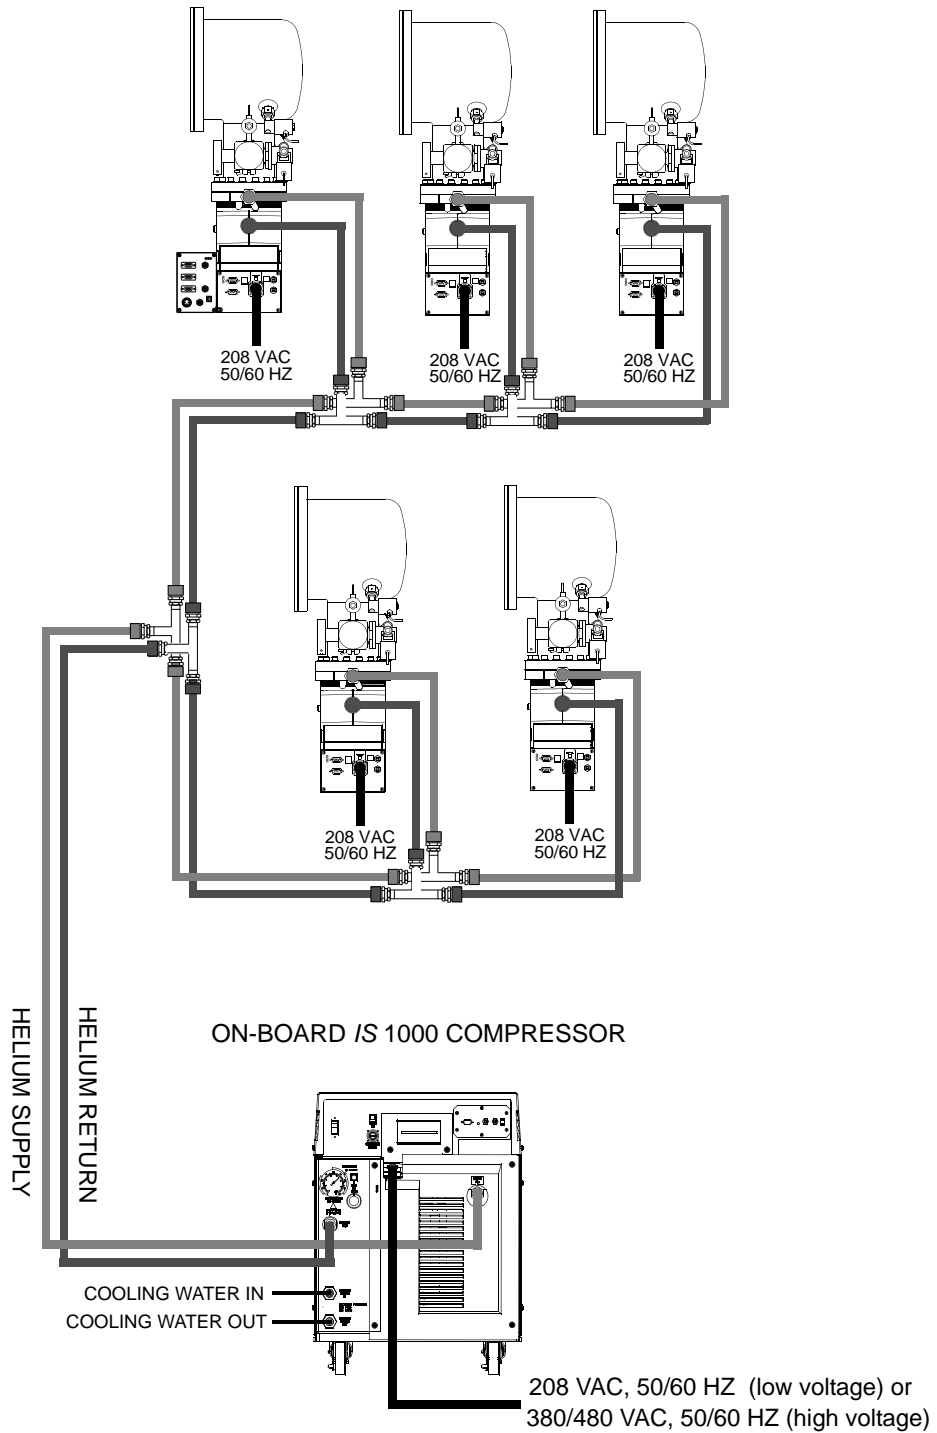 208 VAC
50/60 HZ
208 VAC
50/60 HZ
208 VAC
50/60 HZ
208 VAC
50/60 HZ
208 VAC
50/60 HZ
HELIUM SUPPLY
HELIUM RETURN
ON-BOARD IS 1000 COMPRESSOR
COOLING WATER IN
COOLING WATER OUT
208 VAC, 50/60 HZ (low voltage) or
380/480 VAC, 50/60 HZ (high voltage)